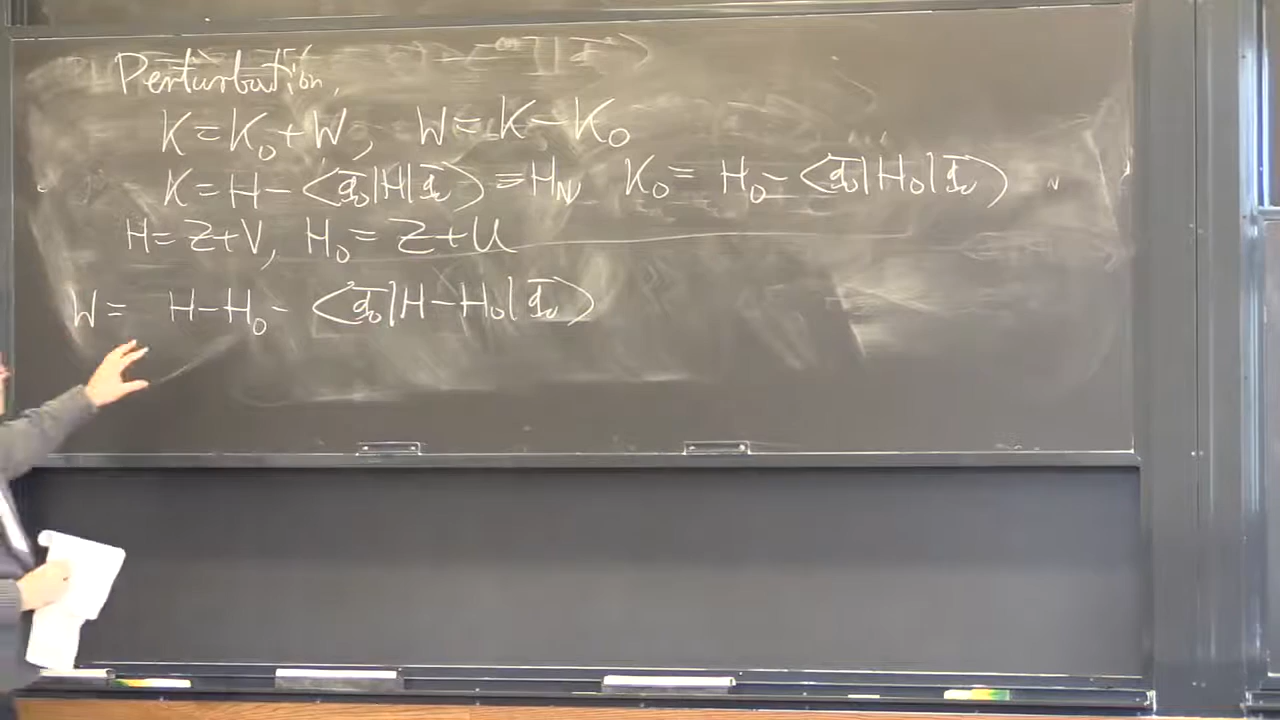 Perturbation,
K = K₀ + W, W = K − K₀
K = H − ⟨Φ₀|H|Φ₀⟩ ≡ H_N K₀ = H₀ − ⟨Φ₀|H₀|Φ₀⟩
H = Z + V, H₀ = Z + U
W = H − H₀ − ⟨Φ₀|H − H₀|Φ₀⟩